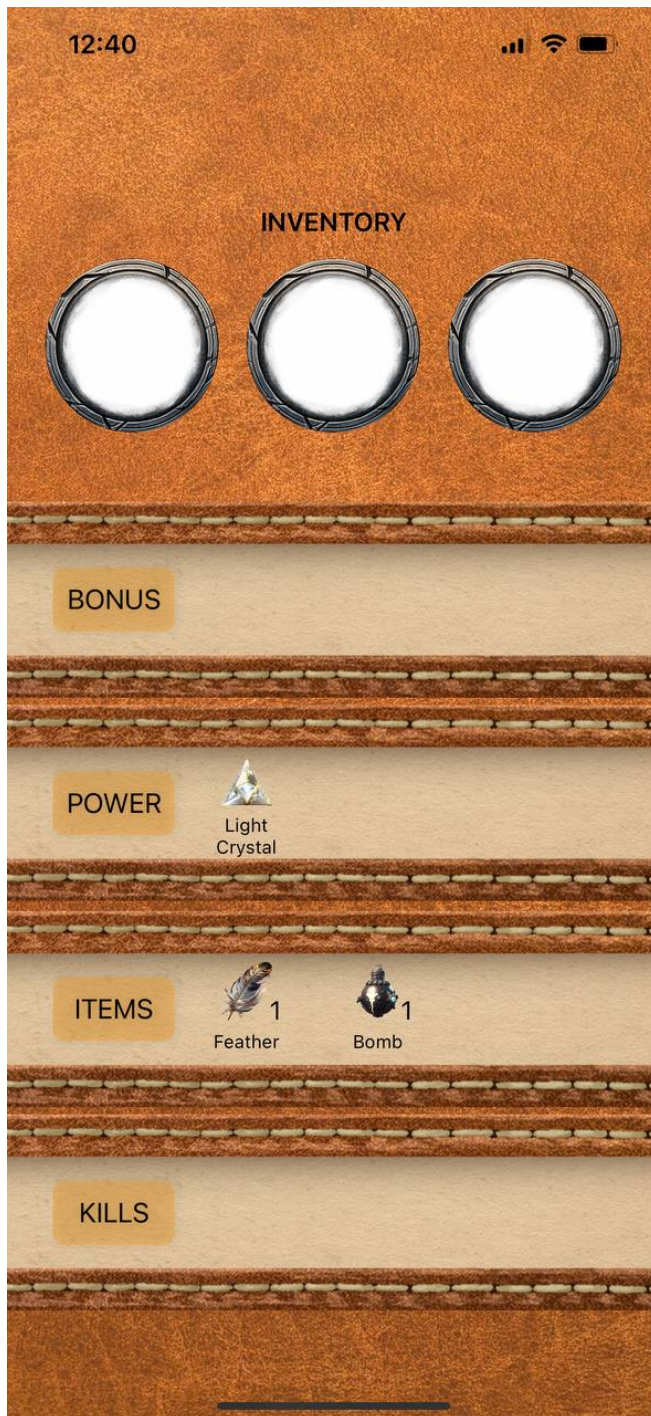 12:40
INVENTORY
BONUS
POWER
Light
Crystal
ITEMS
1
1
Feather
Bomb
KILLS